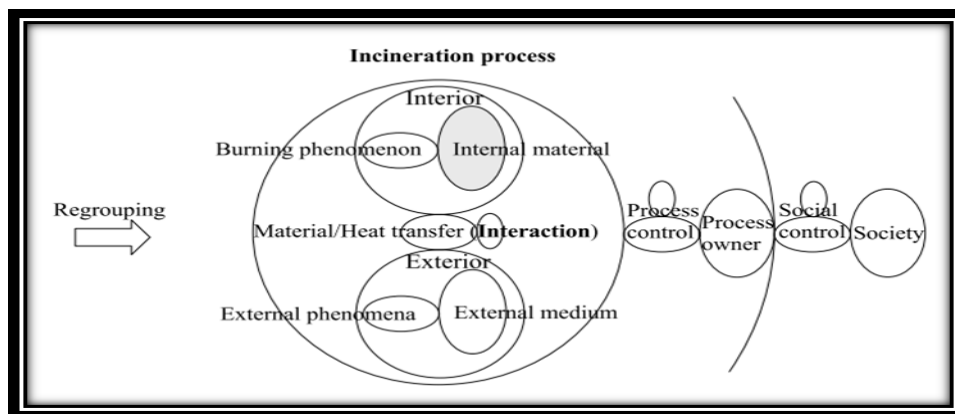 Incineration process
Interior
Burning phenomenon
Internal material
Regrouping
Material/Heat transfer (Interaction)
Process
control
Process
owner
Social
control
Society
Exterior
External phenomena
External medium